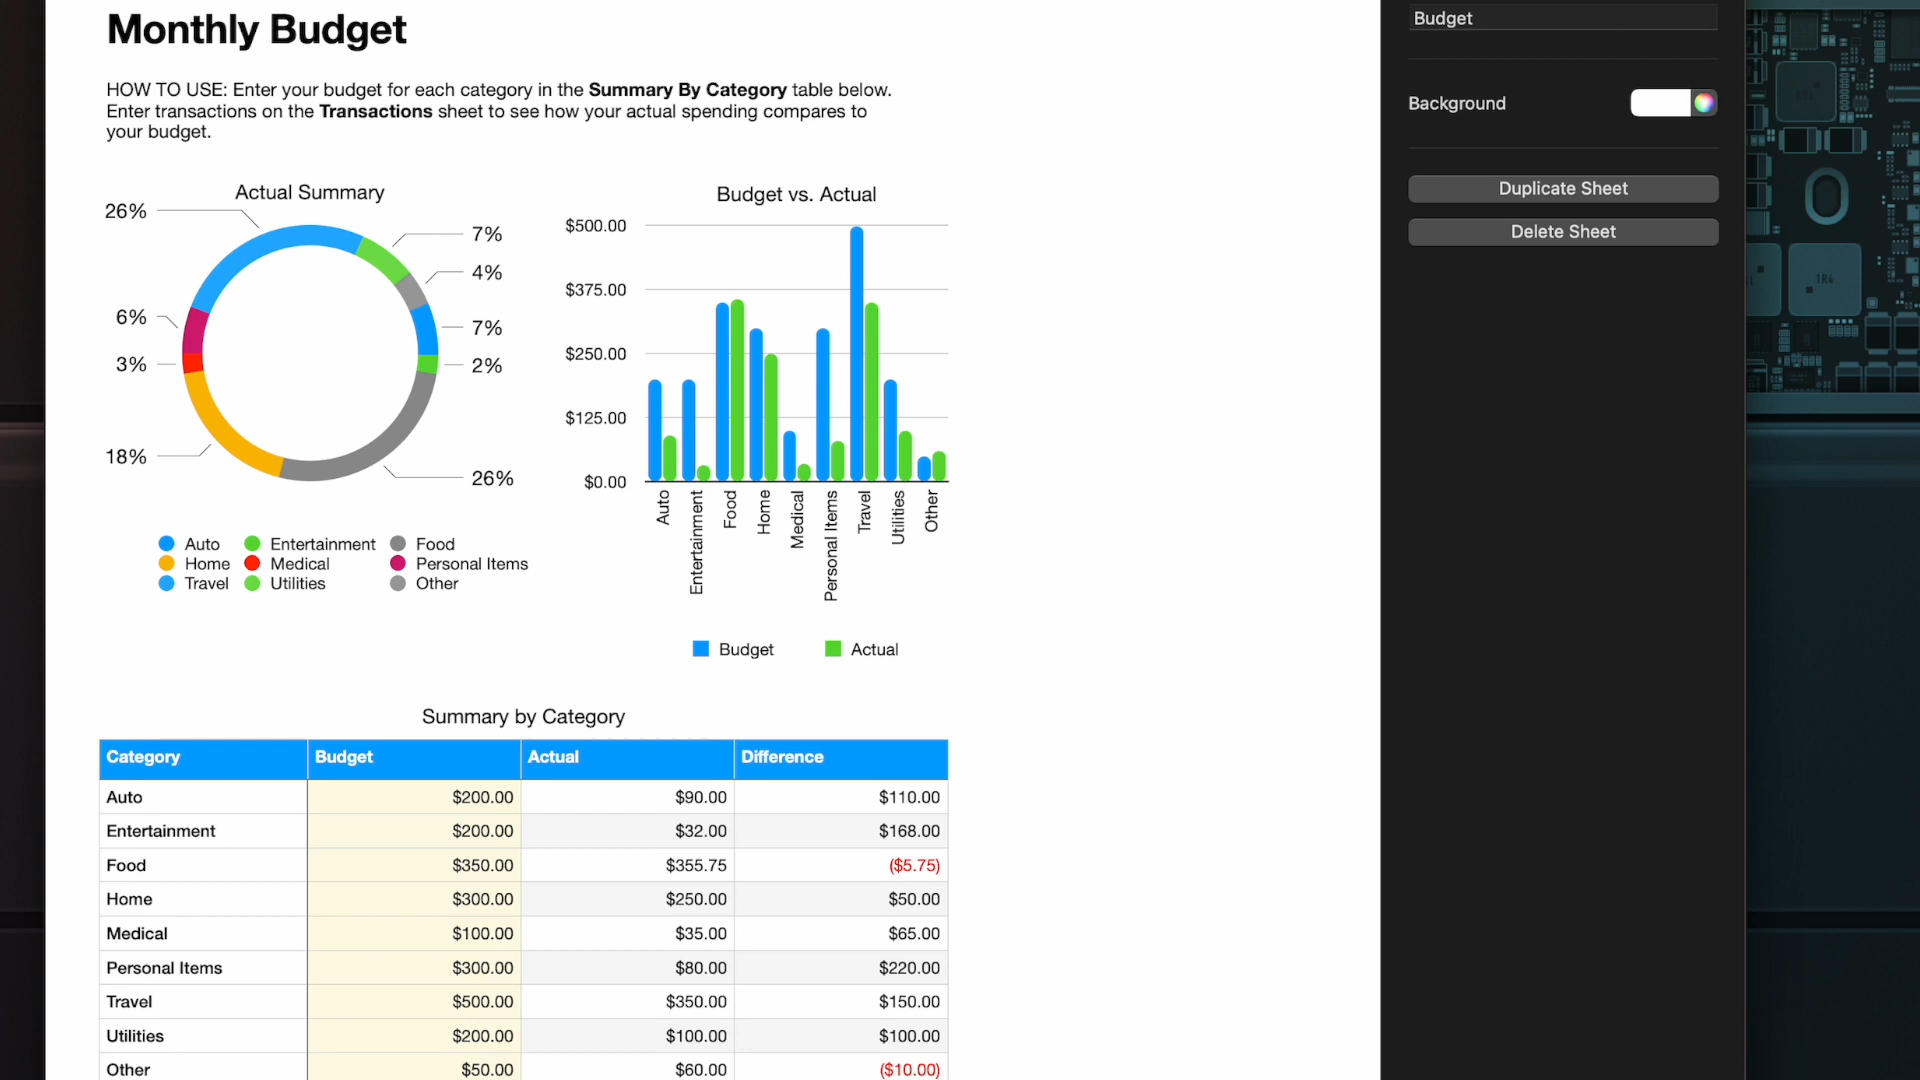 Monthly Budget
HOW TO USE: Enter your budget for each category in the Summary By Category table below.
Enter transactions on the Transactions sheet to see how your actual spending compares to
your budget.
Actual Summary
26%
7%
4%
6%
7%
3%
2%
18%
26%
Auto Entertainment Food
Home Medical Personal Items
Travel Utilities Other
Budget vs. Actual
$500.00
$375.00
$250.00
$125.00
$0.00
Auto
Entertainment
Food
Home
Medical
Personal Items
Travel
Utilities
Other
Budget Actual
Summary by Category
Category Budget Actual Difference
Auto $200.00 $90.00 $110.00
Entertainment $200.00 $32.00 $168.00
Food $350.00 $355.75 ($5.75)
Home $300.00 $250.00 $50.00
Medical $100.00 $35.00 $65.00
Personal Items $300.00 $80.00 $220.00
Travel $500.00 $350.00 $150.00
Utilities $200.00 $100.00 $100.00
Other $50.00 $60.00 ($10.00)
Budget
Background
Duplicate Sheet
Delete Sheet
1R4